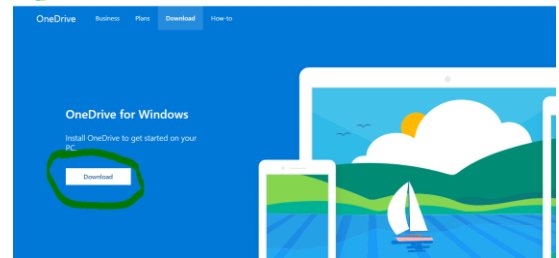 OneDrive Business Plans Download How-to
OneDrive for Windows
Install OneDrive to get started on your
PC.
Download